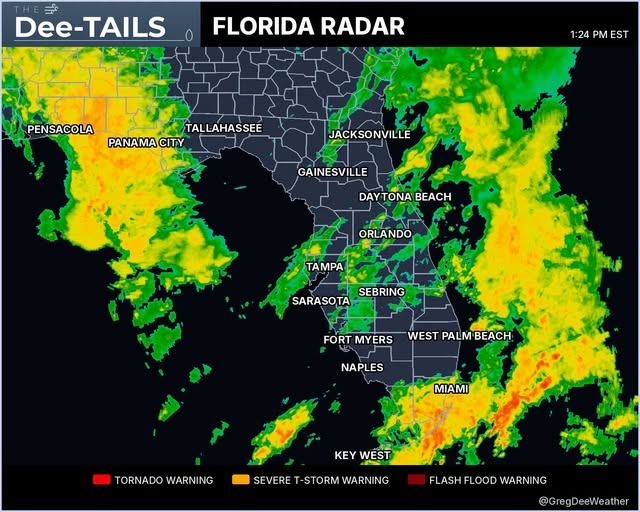 THE
Dee-TAILS
FLORIDA RADAR
1:24 PM EST
PENSACOLA
TALLAHASSEE
PANAMA CITY
JACKSONVILLE
GAINESVILLE
DAYTONA BEACH
ORLANDO
TAMPA
SEBRING
SARASOTA
FORT MYERS
WEST PALM BEACH
NAPLES
MIAMI
KEY WEST
TORNADO WARNING
SEVERE T-STORM WARNING
FLASH FLOOD WARNING
@GregDeeWeather